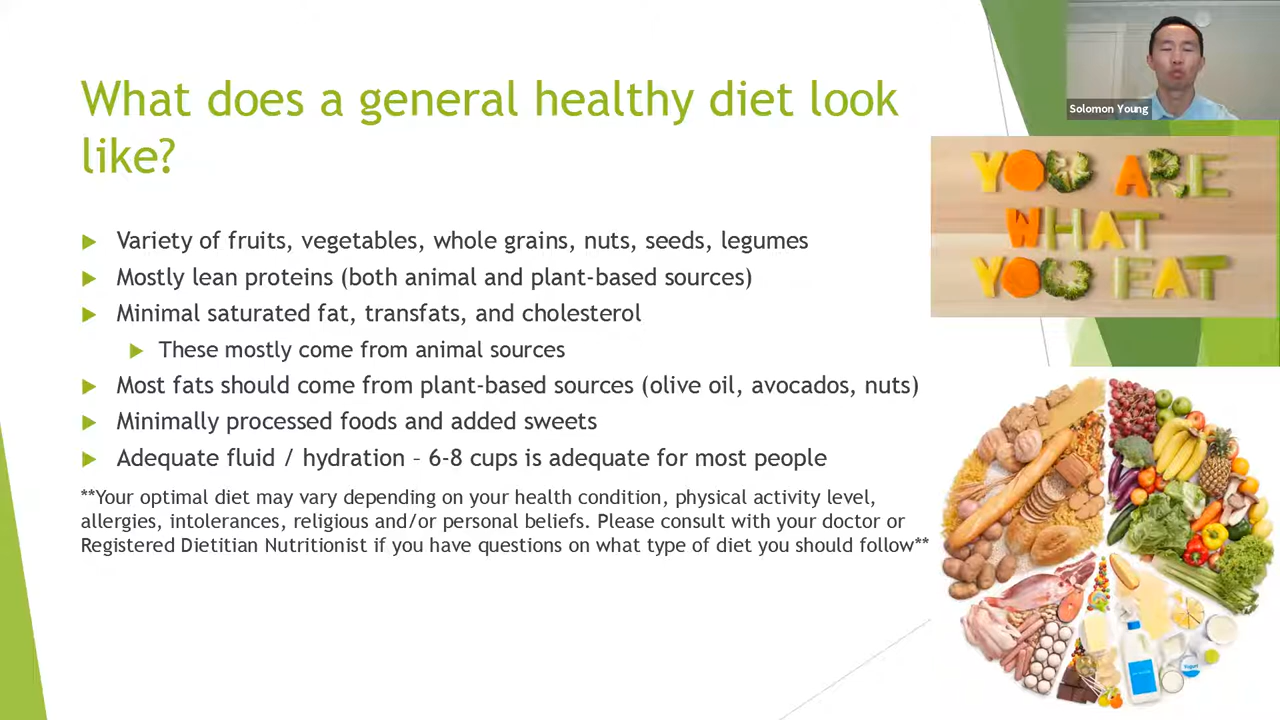 What does a general healthy diet look
like?
Solomon Young
YOU ARE
WHAT
YOU EAT
Variety of fruits, vegetables, whole grains, nuts, seeds, legumes
Mostly lean proteins (both animal and plant-based sources)
Minimal saturated fat, transfats, and cholesterol
These mostly come from animal sources
Most fats should come from plant-based sources (olive oil, avocados, nuts)
Minimally processed foods and added sweets
Adequate fluid / hydration – 6-8 cups is adequate for most people
**Your optimal diet may vary depending on your health condition, physical activity level,
allergies, intolerances, religious and/or personal beliefs. Please consult with your doctor or
Registered Dietitian Nutritionist if you have questions on what type of diet you should follow**
Yogurt